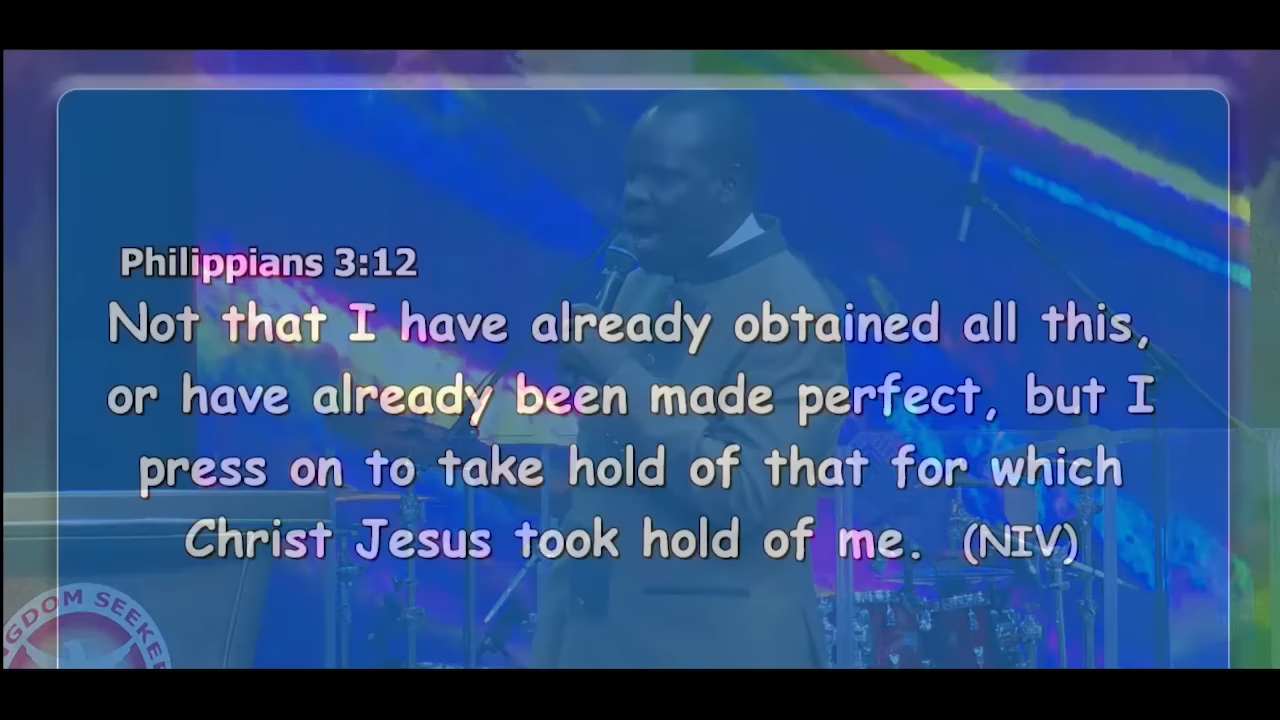 Philippians 3:12
Not that I have already obtained all this,
or have already been made perfect, but I
press on to take hold of that for which
Christ Jesus took hold of me. (NIV)